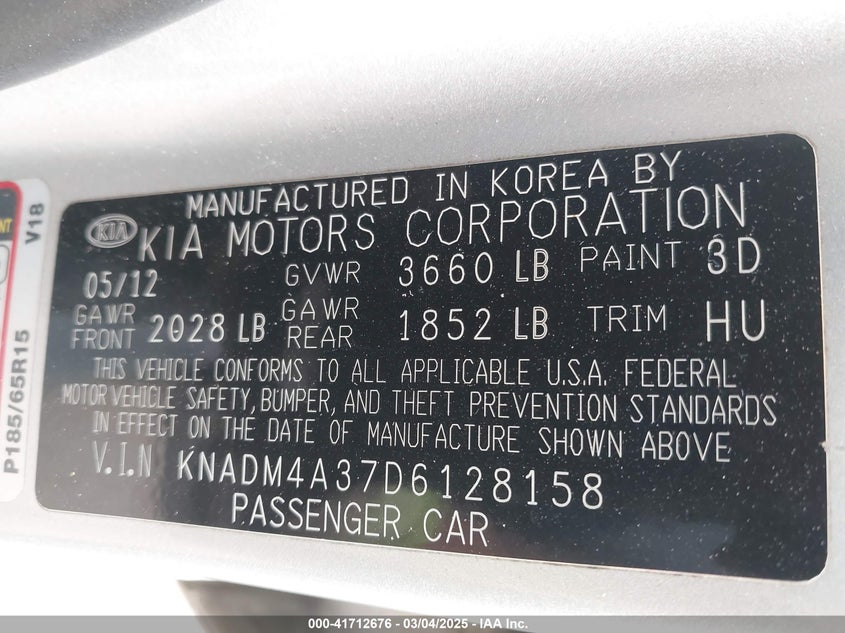 MANUFACTURED IN KOREA BY
KIA KIA MOTORS CORPORATION
05/12 GVWR 3660 LB PAINT 3D
GAWR FRONT 2028 LB GAWR REAR 1852 LB TRIM HU
THIS VEHICLE CONFORMS TO ALL APPLICABLE U.S.A. FEDERAL
MOTOR VEHICLE SAFETY, BUMPER, AND THEFT PREVENTION STANDARDS
IN EFFECT ON THE DATE OF MANUFACTURE SHOWN ABOVE
V.I.N KNADM4A37D6128158
PASSENGER CAR
V18
P185/65R15
000-41712676 - 03/04/2025 - IAA Inc.